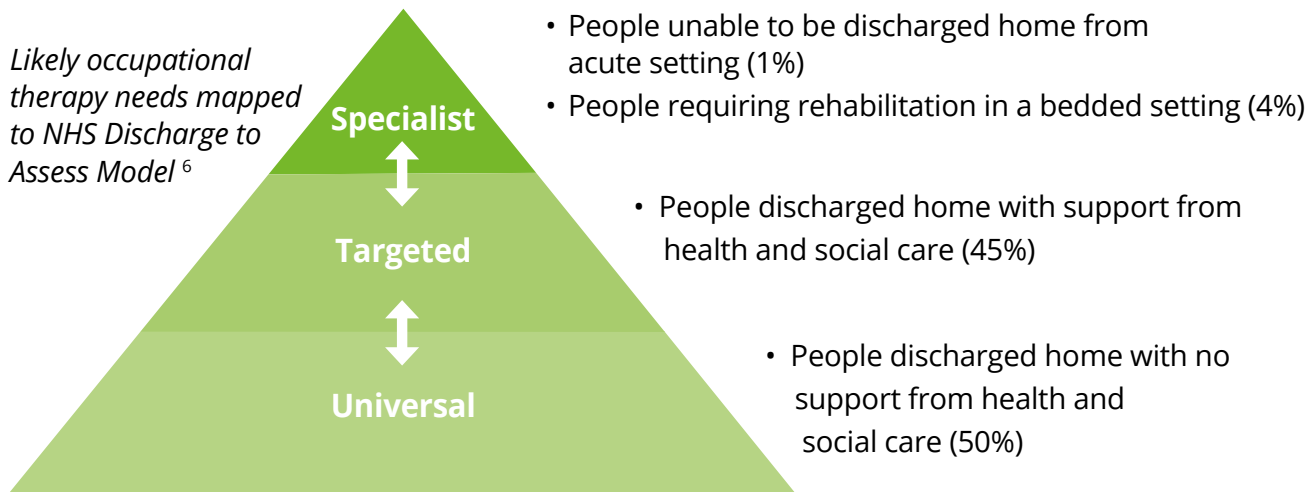 Likely occupational
therapy needs mapped
to NHS Discharge to
Assess Model 6
Specialist
• People unable to be discharged home from
acute setting (1%)
• People requiring rehabilitation in a bedded setting (4%)
Targeted
• People discharged home with support from
health and social care (45%)
Universal
• People discharged home with no
support from health and
social care (50%)